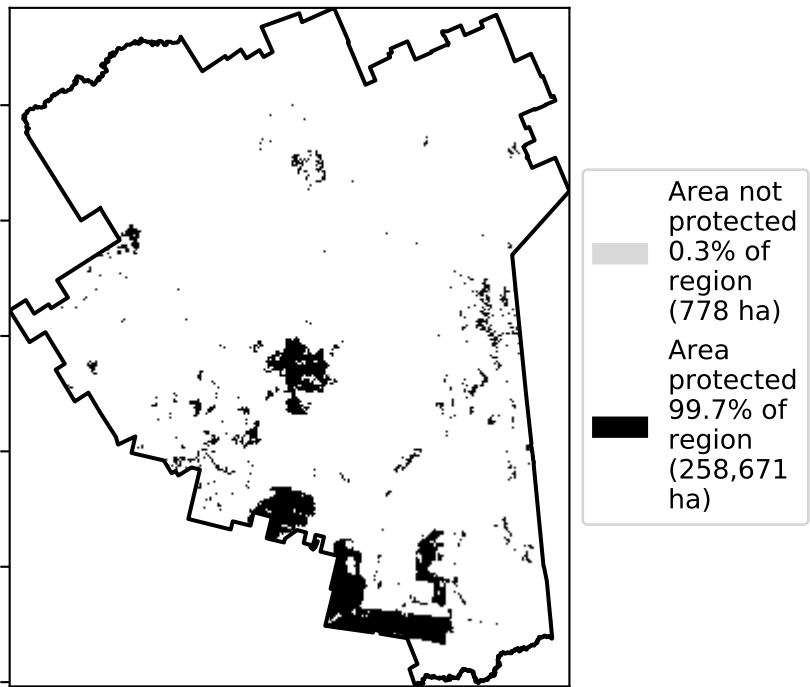 Area not
protected
0.3% of
region
(778 ha)
Area
protected
99.7% of
region
(258,671
ha)